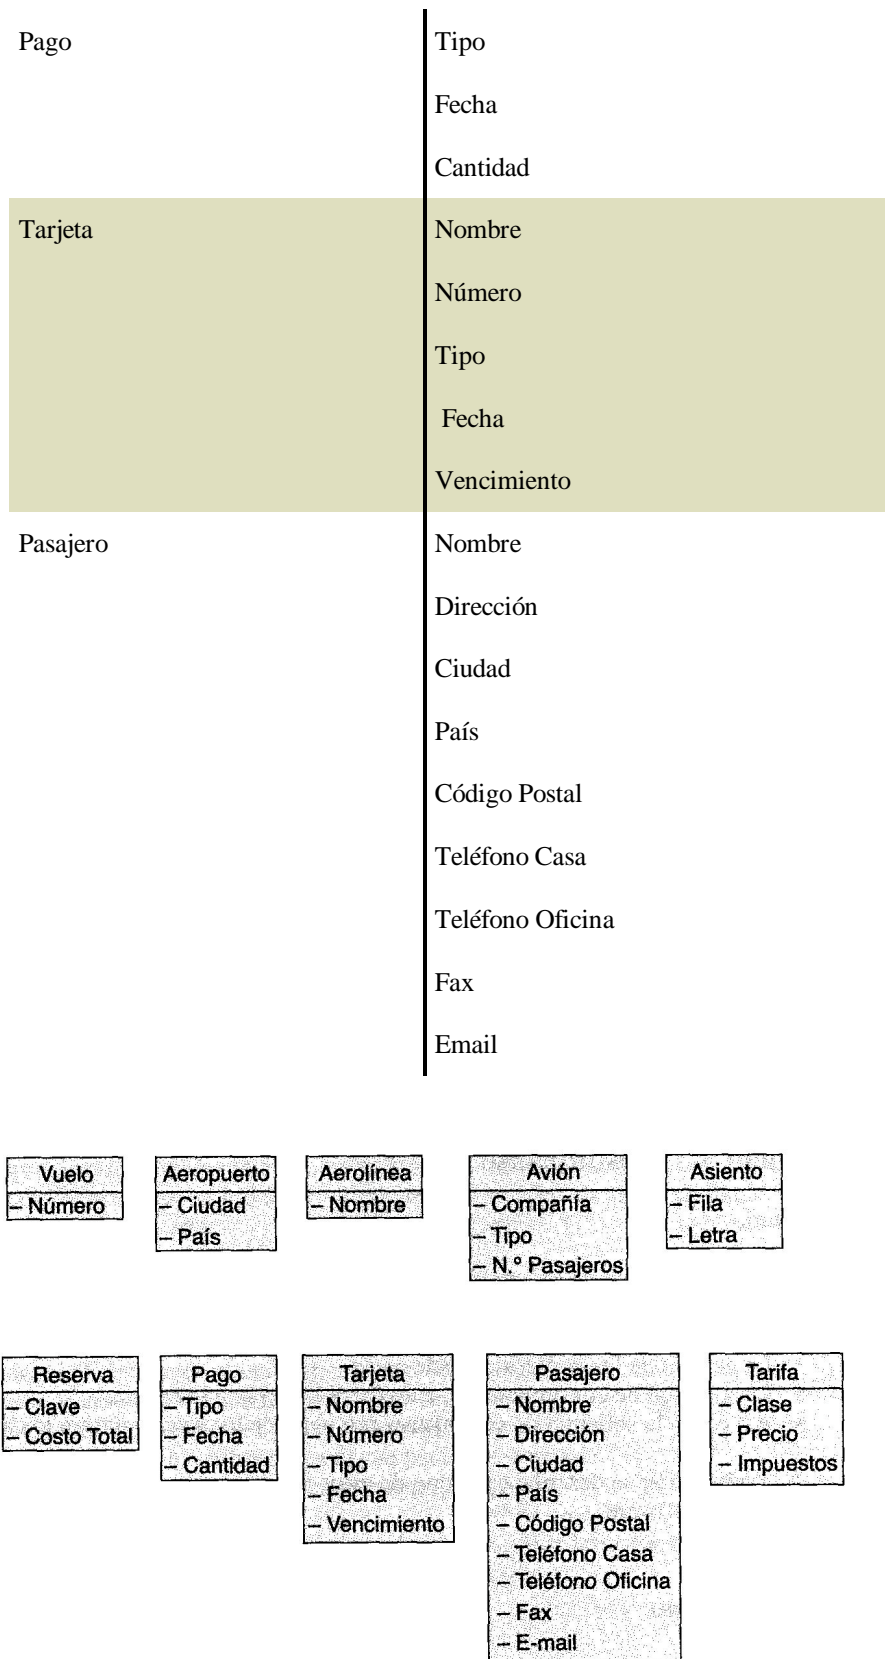 Pago Tipo
Fecha
Cantidad
Tarjeta Nombre
Número
Tipo
Fecha
Vencimiento
Pasajero Nombre
Dirección
Ciudad
País
Código Postal
Teléfono Casa
Teléfono Oficina
Fax
Email
Vuelo
– Número
Aeropuerto
– Ciudad
– País
Aerolínea
– Nombre
Avión
– Compañía
– Tipo
– N.º Pasajeros
Asiento
– Fila
– Letra
Reserva
– Clave
– Costo Total
Pago
– Tipo
– Fecha
– Cantidad
Tarjeta
– Nombre
– Número
– Tipo
– Fecha
– Vencimiento
Pasajero
– Nombre
– Dirección
– Ciudad
– País
– Código Postal
– Teléfono Casa
– Teléfono Oficina
– Fax
– E-mail
Tarifa
– Clase
– Precio
– Impuestos